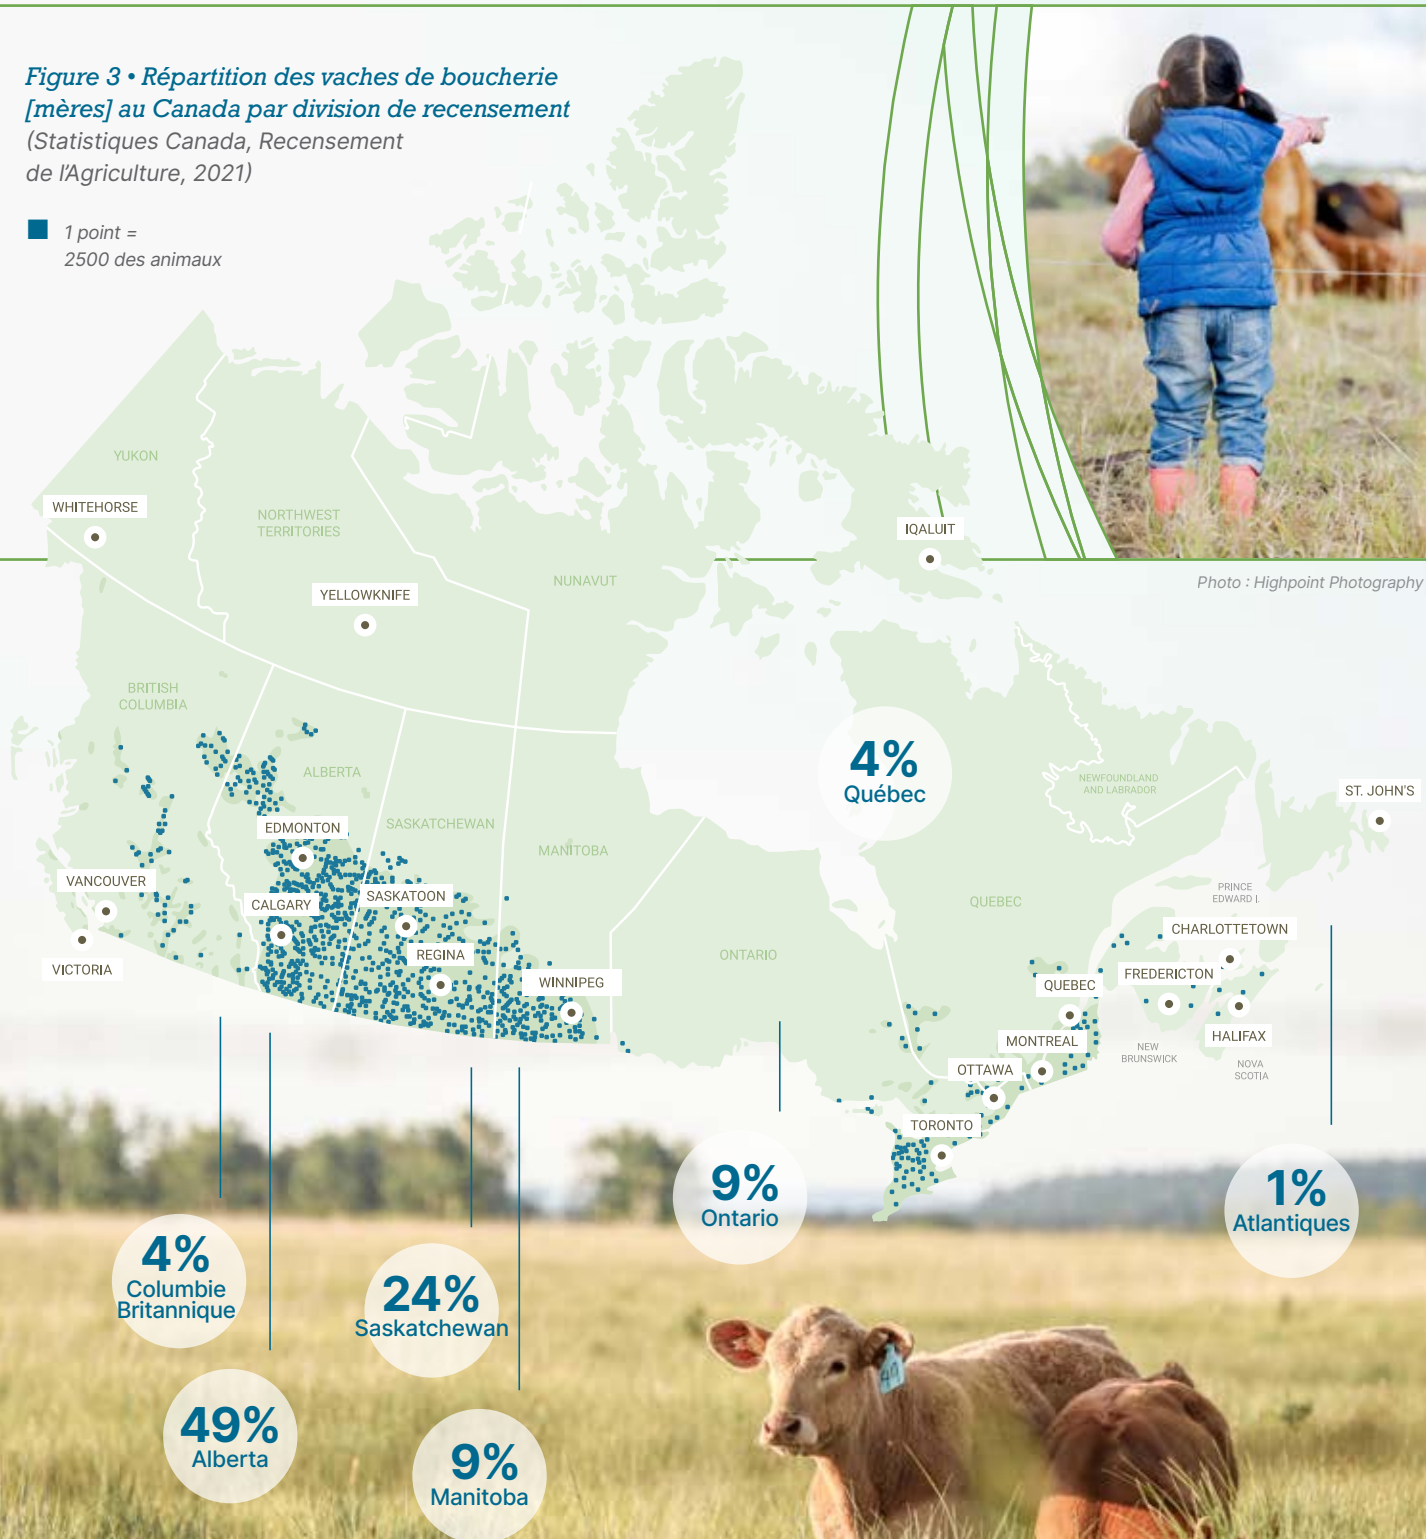 Figure 3 • Répartition des vaches de boucherie
[mères] au Canada par division de recensement
(Statistiques Canada, Recensement
de l'Agriculture, 2021)
1 point =
2500 des animaux
Photo : Highpoint Photography
YUKON
WHITEHORSE
NORTHWEST
TERRITORIES
YELLOWKNIFE
NUNAVUT
IQALUIT
BRITISH
COLUMBIA
ALBERTA
EDMONTON
SASKATCHEWAN
MANITOBA
VANCOUVER
CALGARY
SASKATOON
VICTORIA
REGINA
WINNIPEG
ONTARIO
4%
Québec
NEWFOUNDLAND
AND LABRADOR
ST. JOHN'S
QUEBEC
PRINCE
EDWARD I.
CHARLOTTETOWN
FREDERICTON
QUEBEC
HALIFAX
MONTREAL
NEW
BRUNSWICK
NOVA
SCOTIA
OTTAWA
TORONTO
9%
Ontario
1%
Atlantiques
4%
Columbie
Britannique
24%
Saskatchewan
49%
Alberta
9%
Manitoba